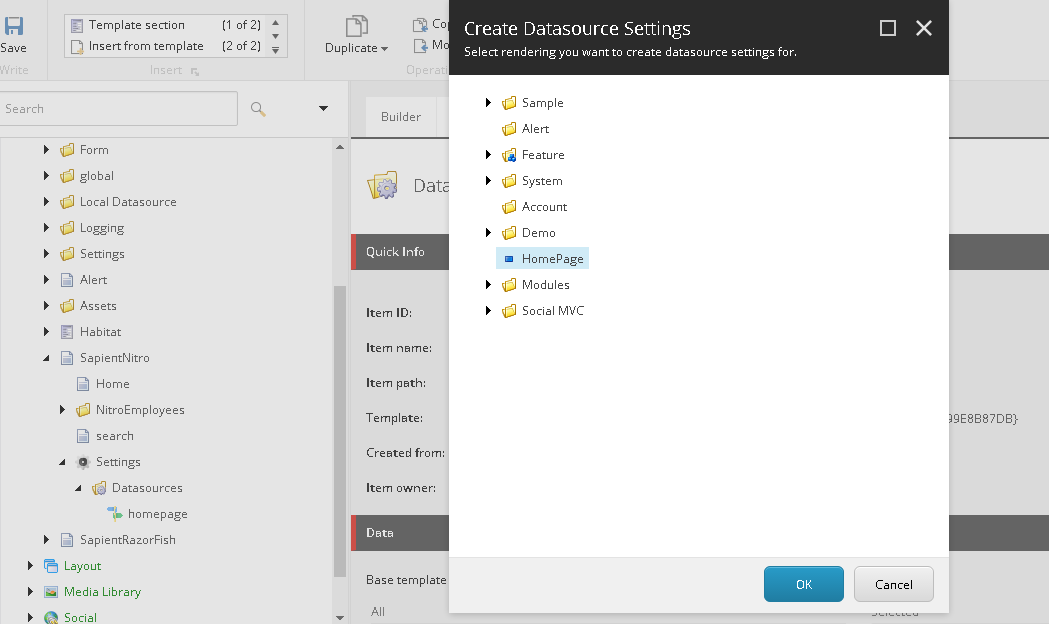 Save
Write
Template section (1 of 2)
Insert from template (2 of 2)
Insert
Duplicate
Search
Form
global
Local Datasource
Logging
Settings
Alert
Assets
Habitat
SapientNitro
Home
NitroEmployees
search
Settings
Datasources
homepage
SapientRazorFish
Layout
Media Library
Social
Builder
Data
Quick Info
Item ID:
Item name:
Item path:
Template:
99E8B87DB}
Created from:
Item owner:
Data
Base template
All
Selected
Create Datasource Settings
Select rendering you want to create datasource settings for.
Sample
Alert
Feature
System
Account
Demo
HomePage
Modules
Social MVC
OK
Cancel